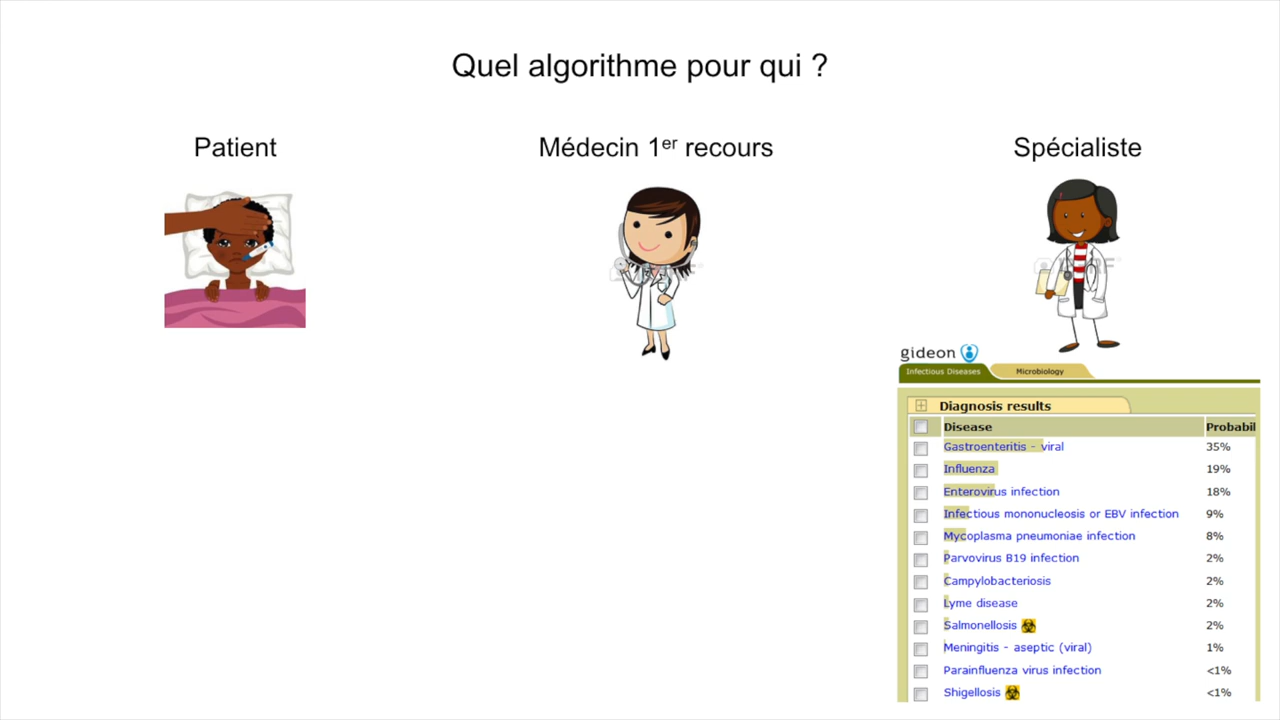 Quel algorithme pour qui ?
Patient
Médecin 1er recours
Spécialiste
gideon
Infectious Diseases
Microbiology
Diagnosis results
Disease Probabil
Gastroenteritis - viral 35%
Influenza 19%
Enterovirus infection 18%
Infectious mononucleosis or EBV infection 9%
Mycoplasma pneumoniae infection 8%
Parvovirus B19 infection 2%
Campylobacteriosis 2%
Lyme disease 2%
Salmonellosis 2%
Meningitis - aseptic (viral) 1%
Parainfluenza virus infection <1%
Shigellosis <1%